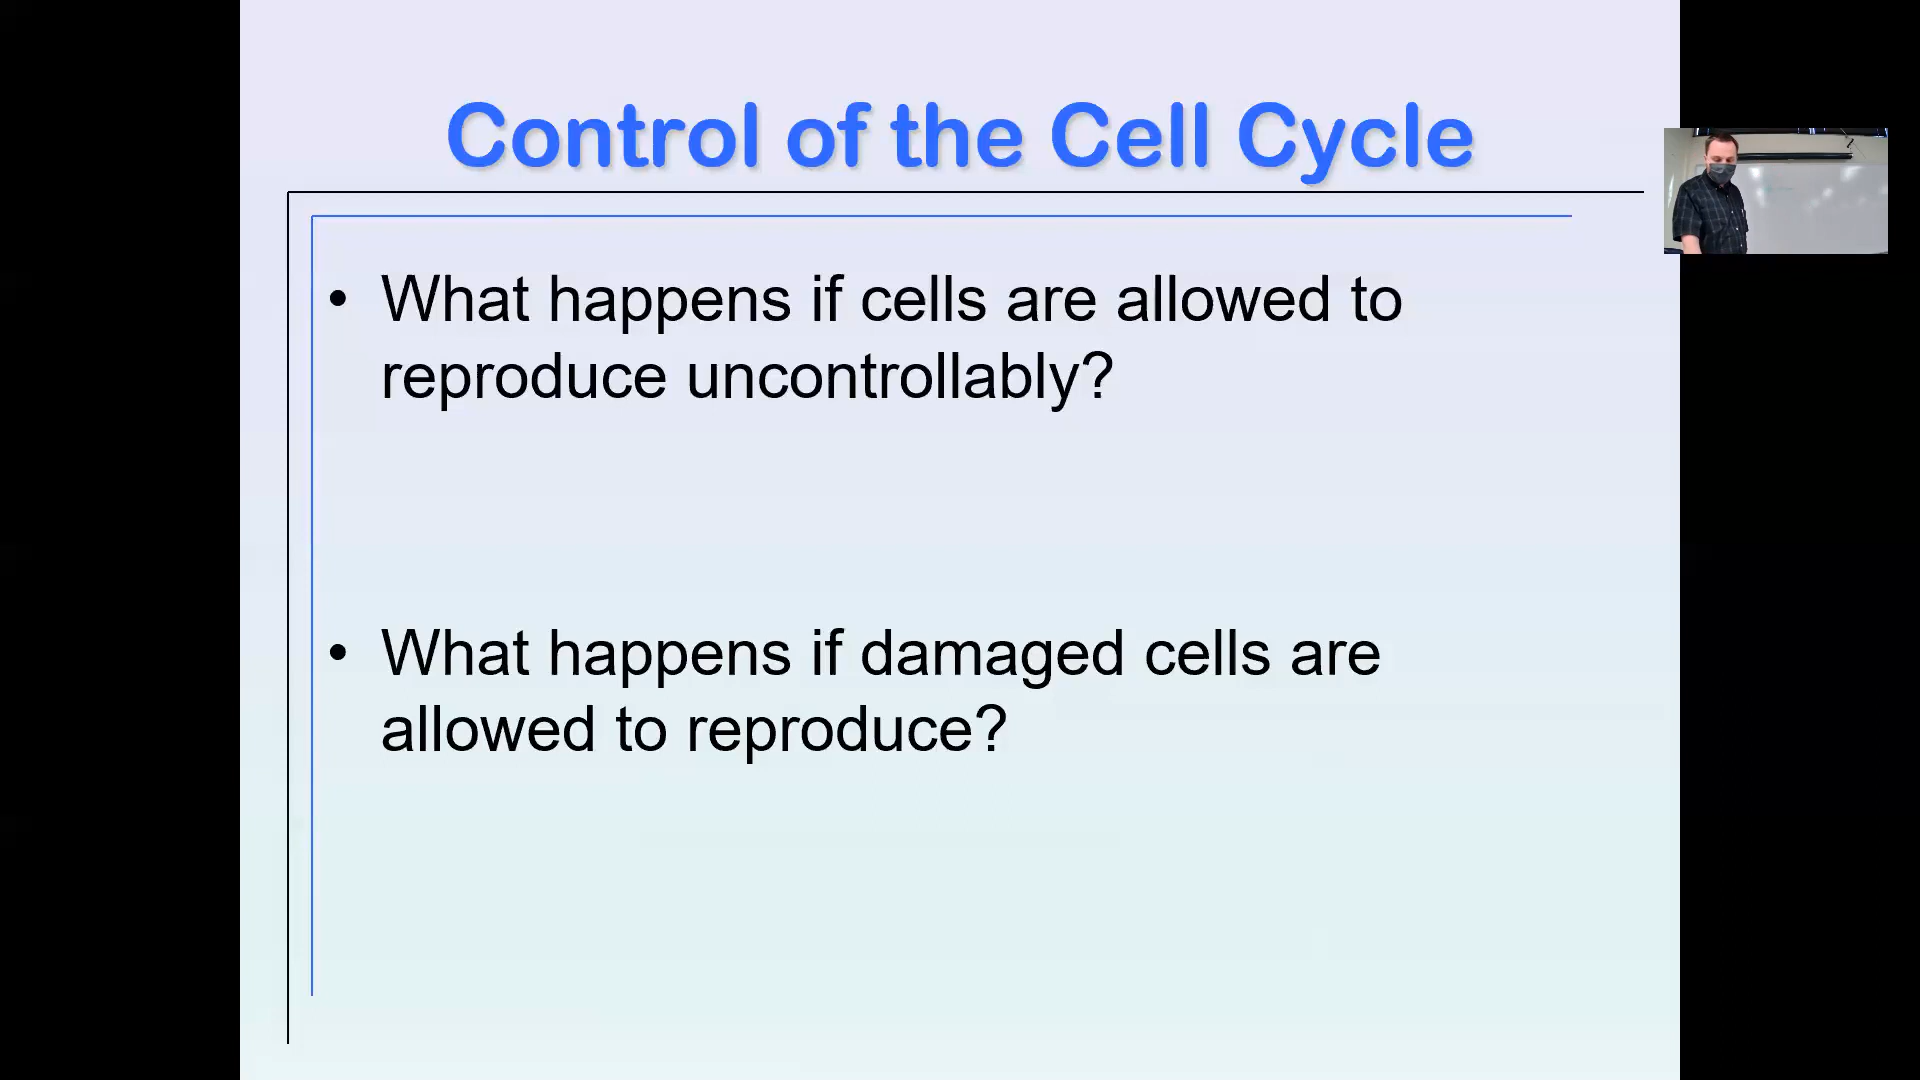 Control of the Cell Cycle
• What happens if cells are allowed to
reproduce uncontrollably?
• What happens if damaged cells are
allowed to reproduce?